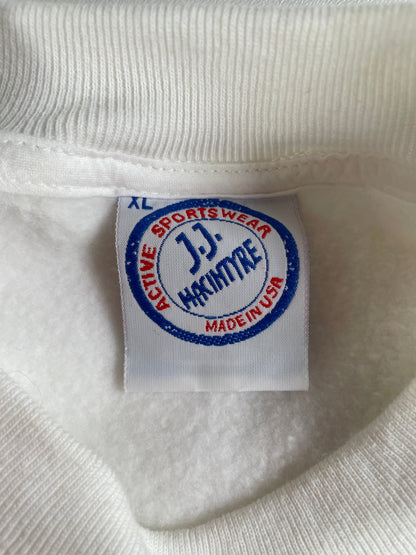 XL
ACTIVE SPORTSWEAR
J.J.
MACINTYRE
MADE IN USA